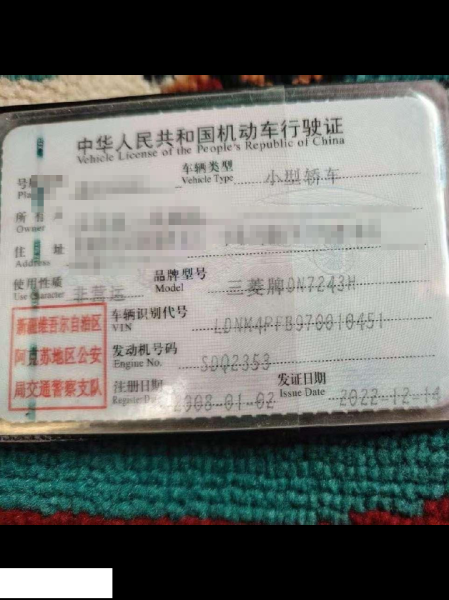 中华人民共和国机动车行驶证
Vehicle License of the People's Republic of China
号
车辆类型
Vehicle Type
小型轿车
所
Owner
住 址
Address
使用性质
Use Character
非营运
品牌型号
Model
三菱牌DN7243H
车辆识别代号
VIN
LDNK4PFB970010451
新疆维吾尔自治区
阿克苏地区公安
局交通警察支队
发动机号码
Engine No.
SDQ2353
注册日期
Register
2008-01-02
发证日期
Issue Date
2022-12-14